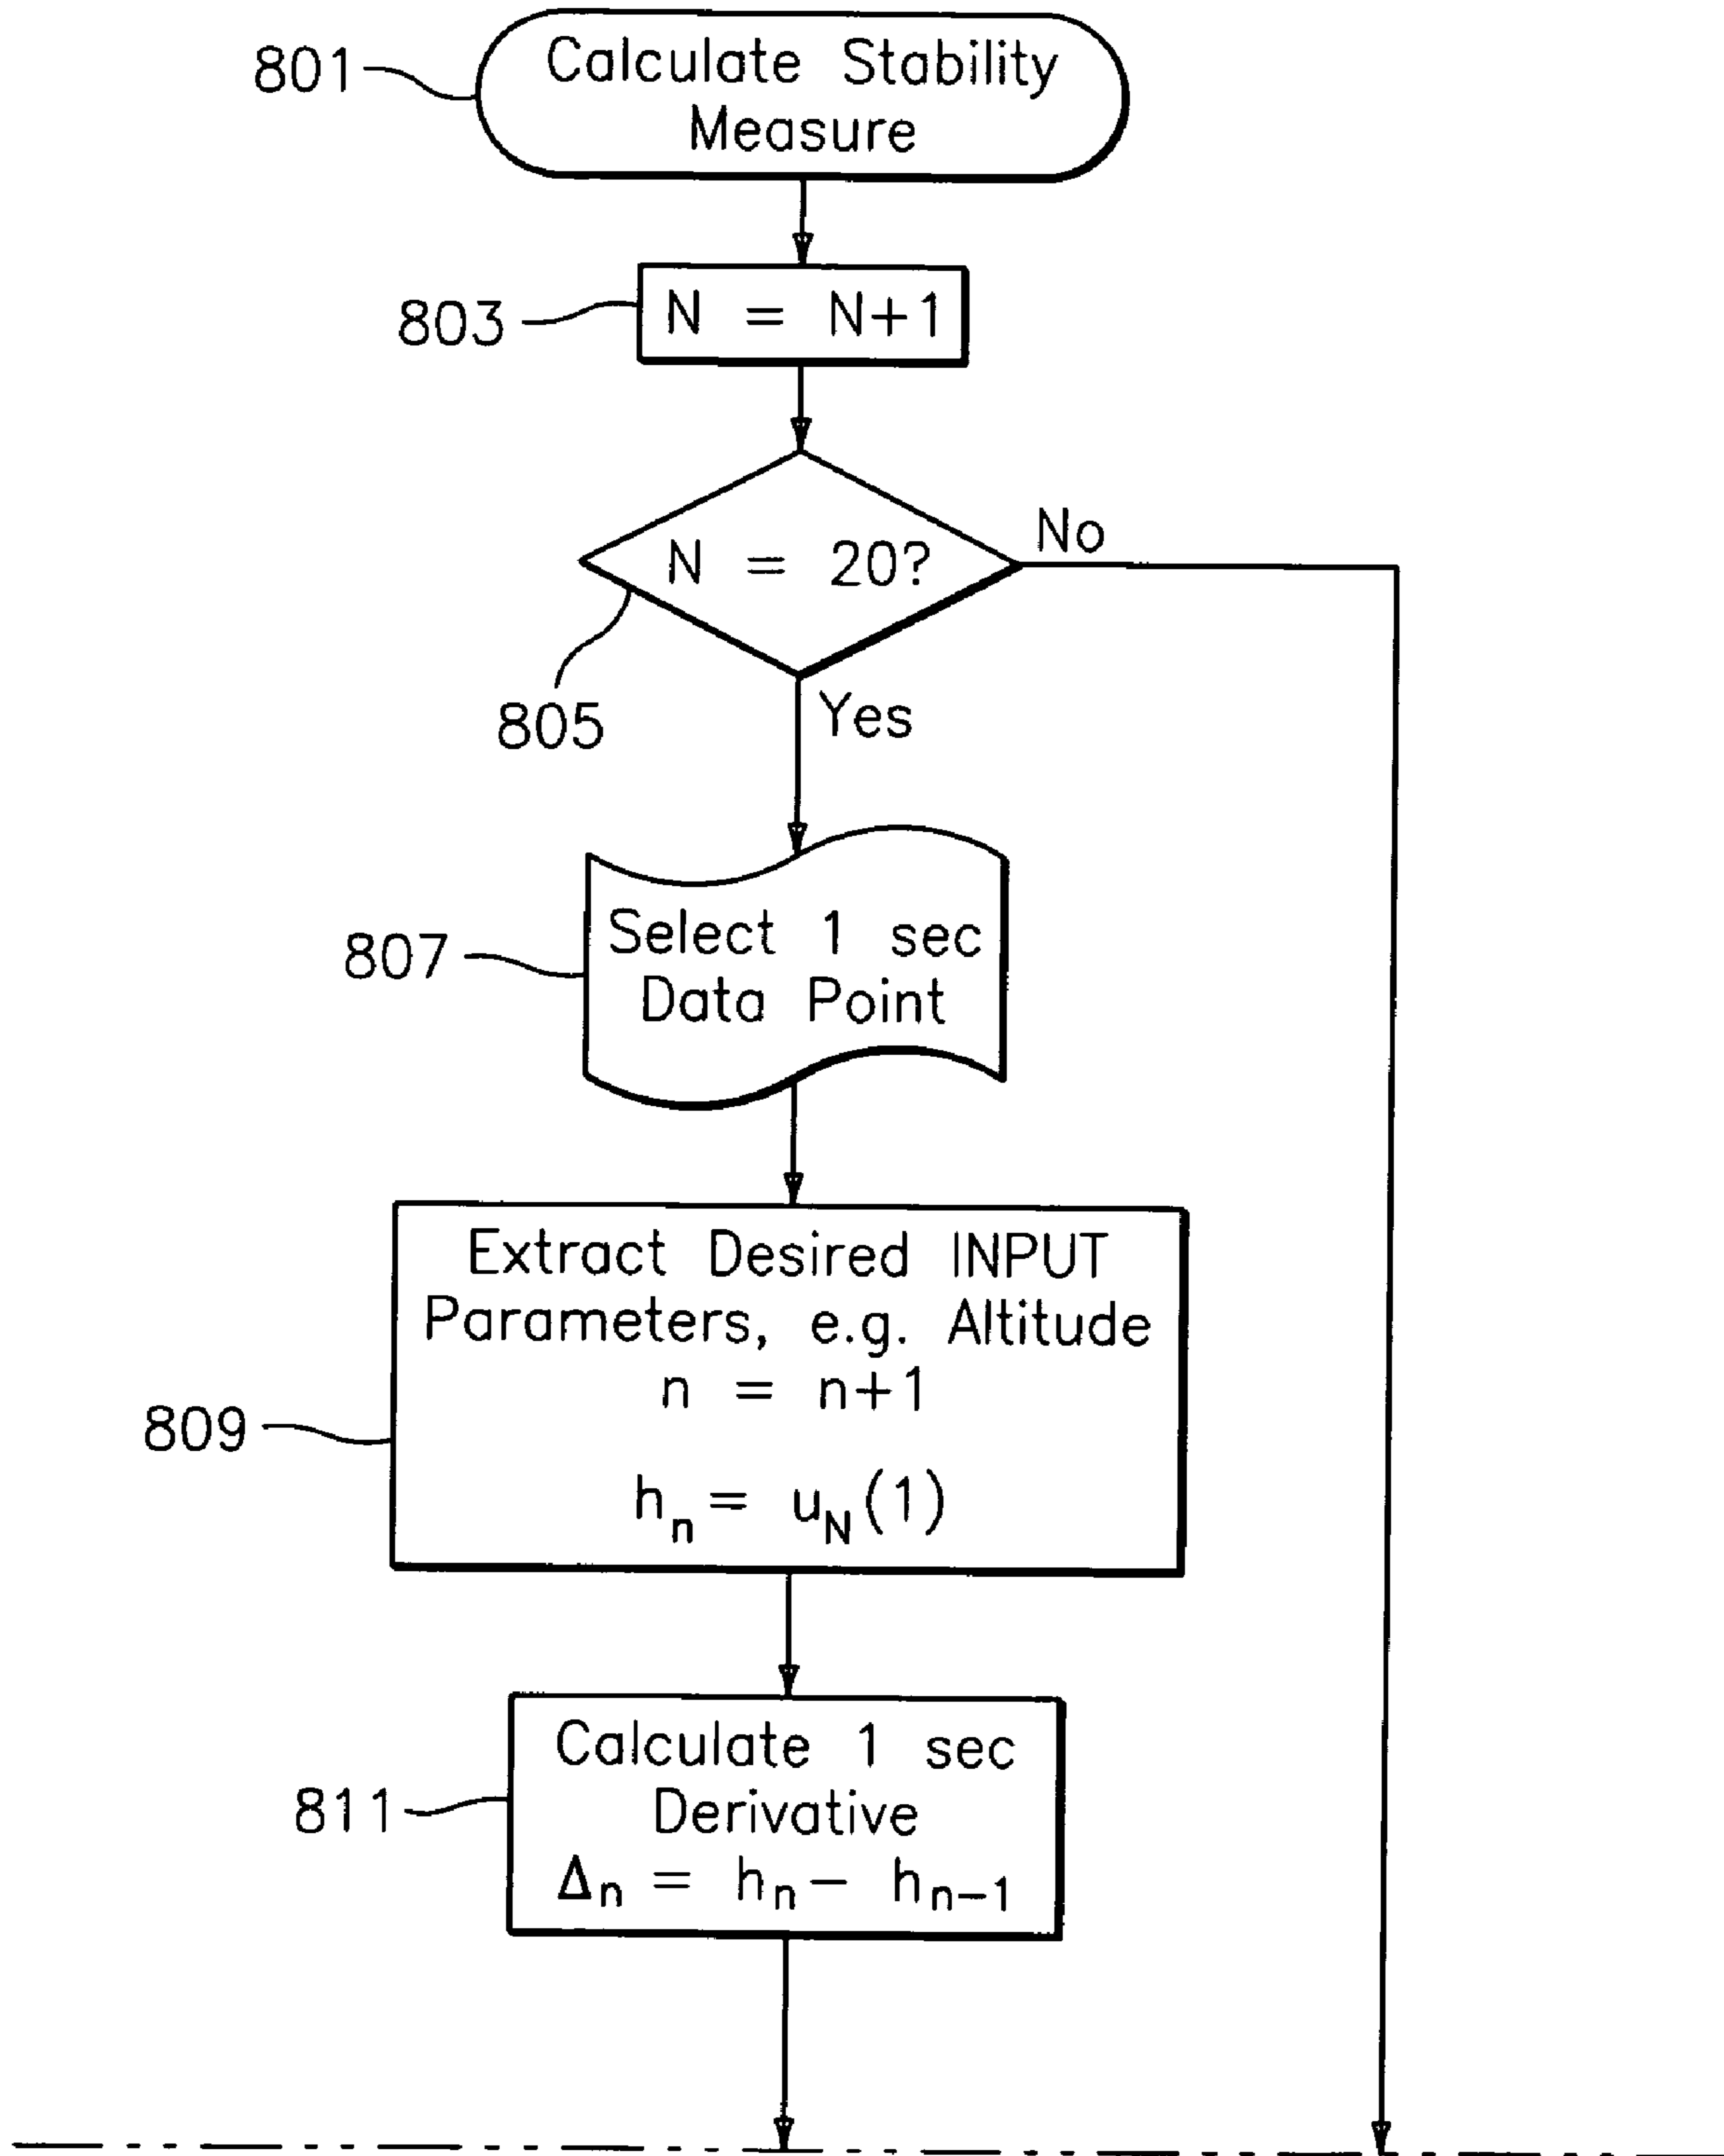 801
Calculate Stability
Measure
803
N = N+1
N = 20?
No
805
Yes
807
Select 1 sec
Data Point
Extract Desired INPUT
Parameters, e.g. Altitude
n = n+1
809
hₙ = u_N(1)
Calculate 1 sec
811
Derivative
Δₙ = hₙ − hₙ₋₁